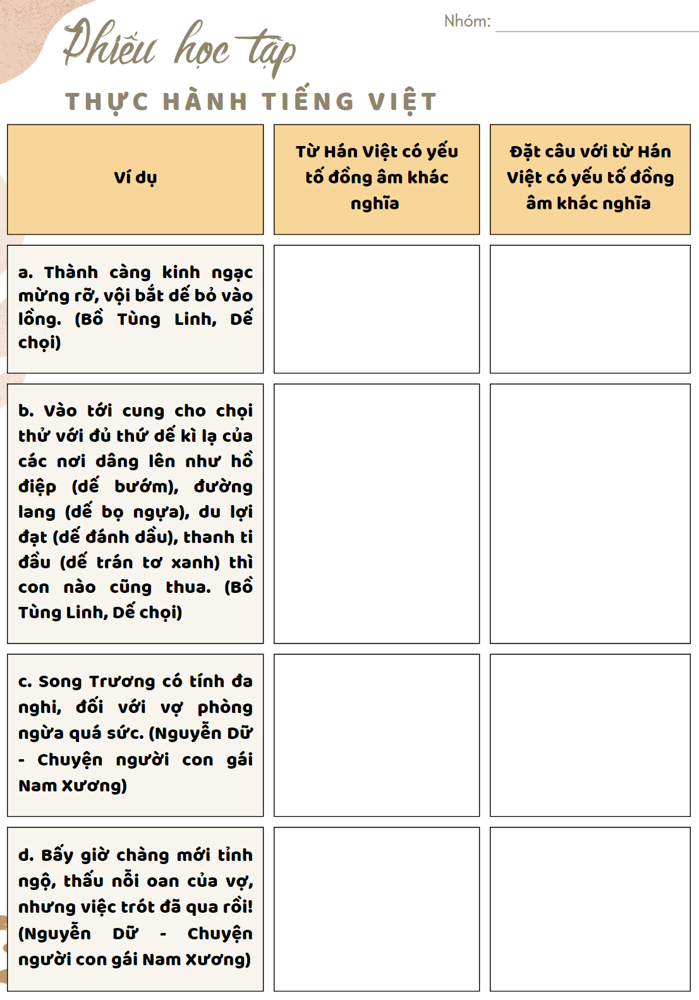 Nhóm:
Phiếu học tập
THỰC HÀNH TIẾNG VIỆT
Ví dụ
Từ Hán Việt có yếu
tố đồng âm khác
nghĩa
Đặt câu với từ Hán
Việt có yếu tố đồng
âm khác nghĩa
a. Thành càng kinh ngạc
mừng rỡ, vội bắt dế bỏ vào
lồng. (Bồ Tùng Linh, Dế
chọi)
b. Vào tới cung cho chọi
thử với đủ thứ dế kì lạ của
các nơi dâng lên như hồ
điệp (dế bướm), đường
lang (dế bọ ngựa), du lợi
đạt (dế đánh dầu), thanh ti
đầu (dế trán tơ xanh) thì
con nào cũng thua. (Bồ
Tùng Linh, Dế chọi)
c. Song Trương có tính đa
nghi, đối với vợ phòng
ngừa quá sức. (Nguyễn Dữ
- Chuyện người con gái
Nam Xương)
d. Bấy giờ chàng mới tỉnh
ngộ, thấu nỗi oan của vợ,
nhưng việc trót đã qua rồi!
(Nguyễn Dữ - Chuyện
người con gái Nam Xương)